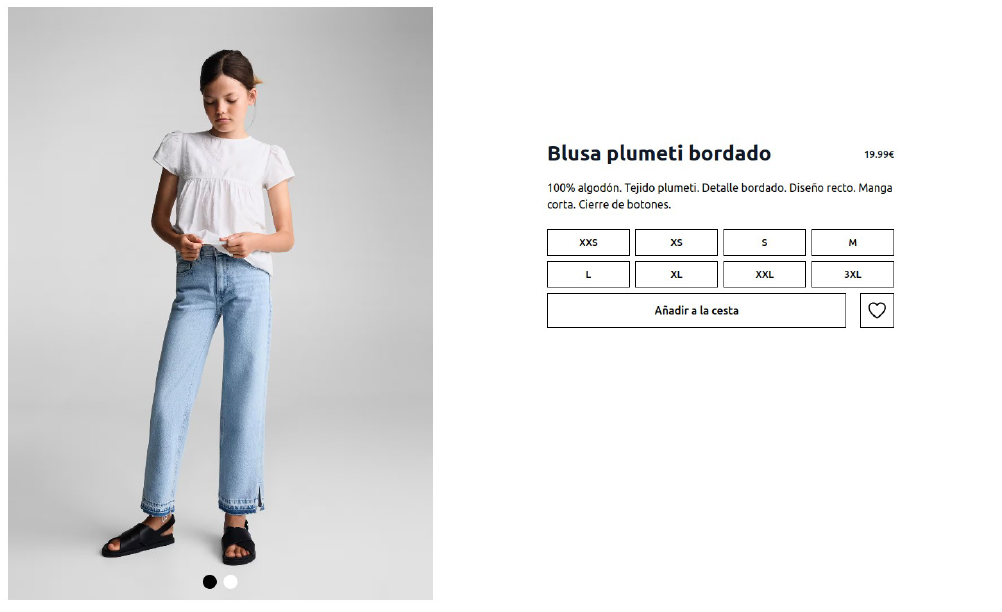 Blusa plumeti bordado
19.99€
100% algodón. Tejido plumeti. Detalle bordado. Diseño recto. Manga
corta. Cierre de botones.
XXS
XS
S
M
L
XL
XXL
3XL
Añadir a la cesta